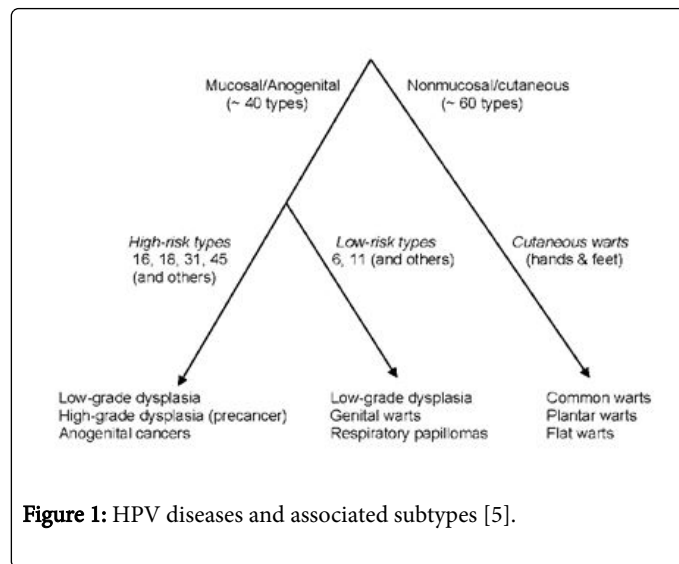 Mucosal/Anogenital
(~ 40 types)
Nonmucosal/cutaneous
(~ 60 types)
High-risk types
16, 18, 31, 45
(and others)
Low-risk types
6, 11 (and others)
Cutaneous warts
(hands & feet)
Low-grade dysplasia
High-grade dysplasia (precancer)
Anogenital cancers
Low-grade dysplasia
Genital warts
Respiratory papillomas
Common warts
Plantar warts
Flat warts
Figure 1: HPV diseases and associated subtypes [5].